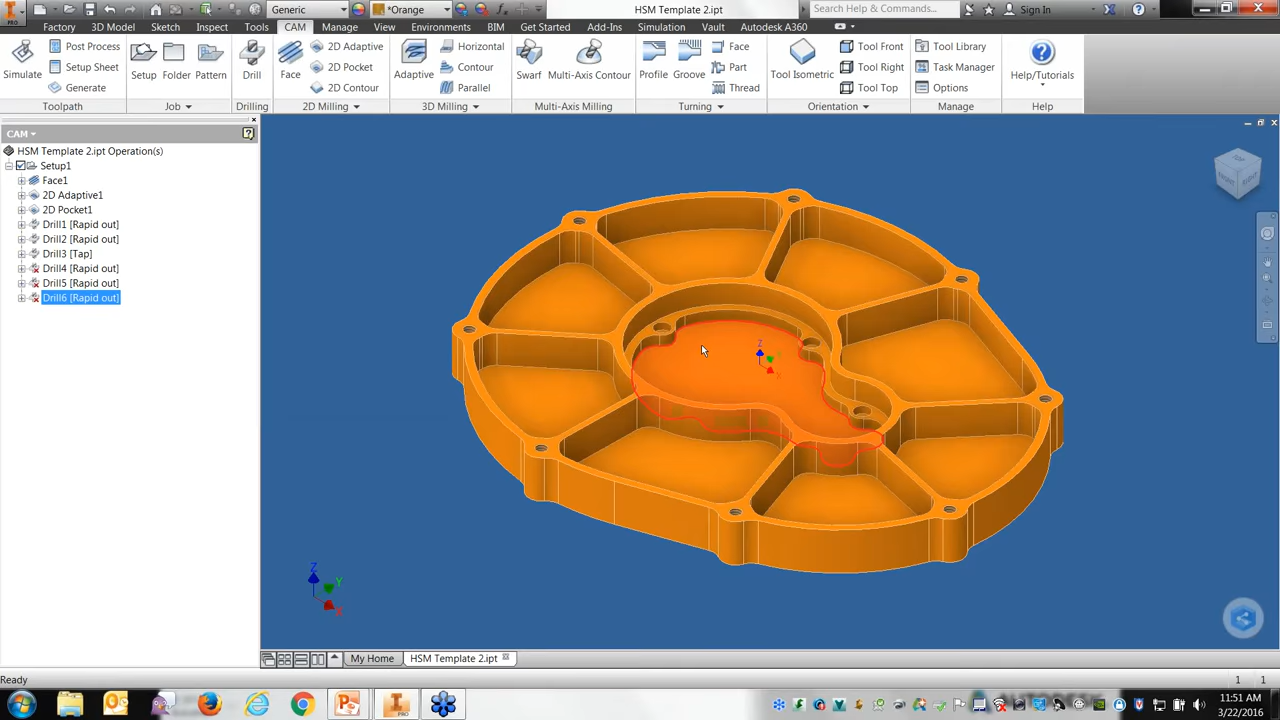 PRO
Generic
*Orange
HSM Template 2.ipt
Search Help & Commands...
Sign In
Factory
3D Model
Sketch
Inspect
Tools
CAM
Manage
View
Environments
BIM
Get Started
Add-Ins
Simulation
Vault
Autodesk A360
Simulate
Post Process
Setup Sheet
Generate
Toolpath
Setup
Folder
Pattern
Job
Drill
Drilling
Face
2D Adaptive
2D Pocket
2D Contour
2D Milling
Adaptive
Horizontal
Contour
Parallel
3D Milling
Swarf
Multi-Axis Contour
Multi-Axis Milling
Profile
Groove
Face
Part
Thread
Turning
Tool Isometric
Tool Front
Tool Right
Tool Top
Orientation
Tool Library
Task Manager
Options
Manage
Help/Tutorials
Help
CAM
HSM Template 2.ipt Operation(s)
Setup1
Face1
2D Adaptive1
2D Pocket1
Drill1 [Rapid out]
Drill2 [Rapid out]
Drill3 [Tap]
Drill4 [Rapid out]
Drill5 [Rapid out]
Drill6 [Rapid out]
Z
Z
Y
X
My Home
HSM Template 2.ipt
Ready
1
1
PRO
11:51 AM
3/22/2016